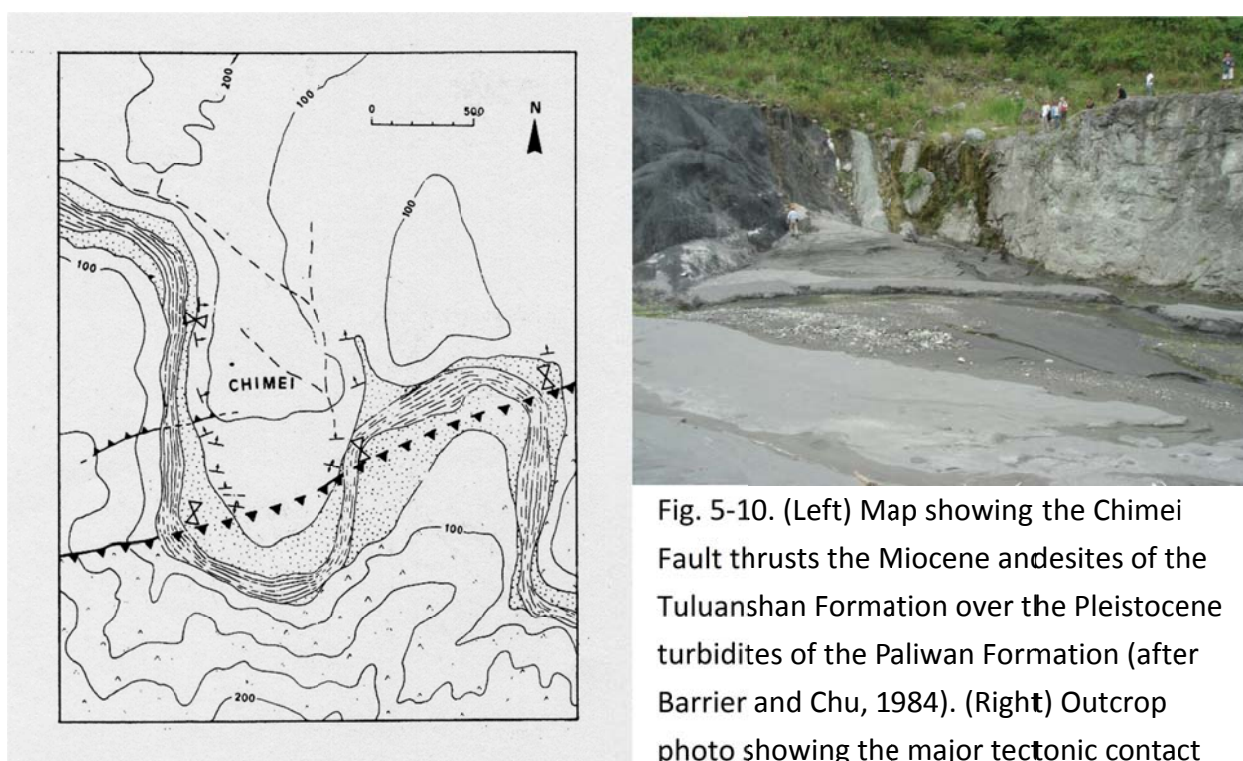 200
100
0 500
N
100
100
CHIMEI
100
200
Fig. 5-10. (Left) Map showing the Chimei
Fault thrusts the Miocene andesites of the
Tuluanshan Formation over the Pleistocene
turbidites of the Paliwan Formation (after
Barrier and Chu, 1984). (Right) Outcrop
photo showing the major tectonic contact